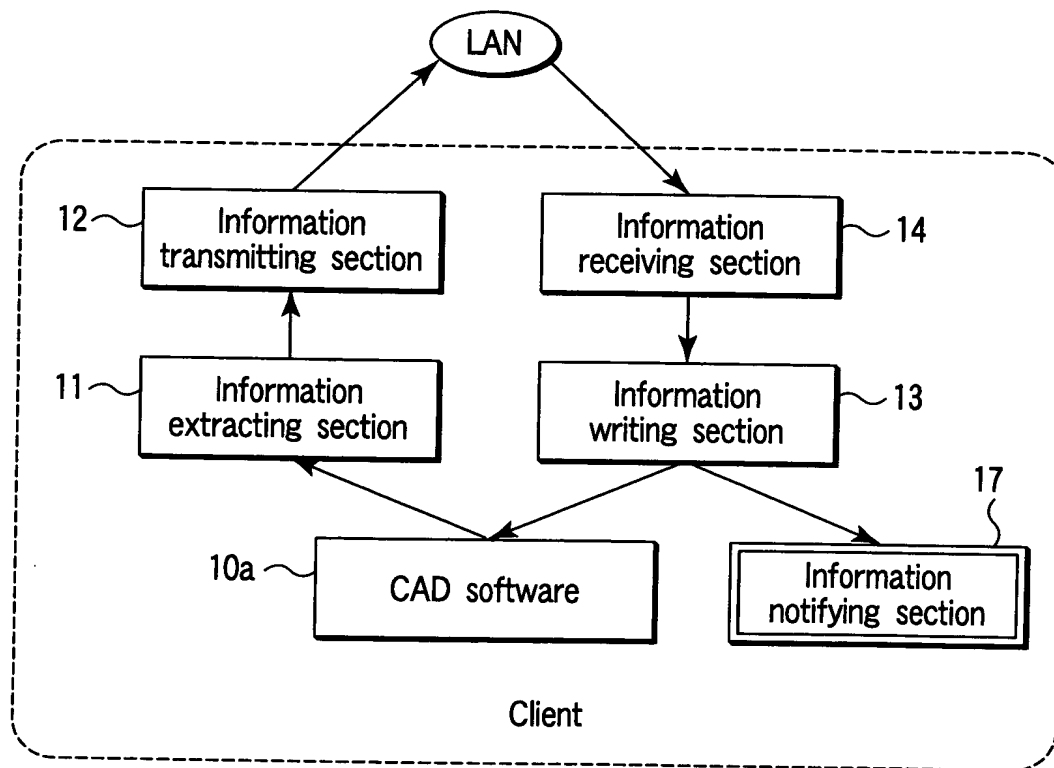 LAN
12
Information
transmitting section
Information
receiving section
14
11
Information
extracting section
Information
writing section
13
17
10a
CAD software
Information
notifying section
Client